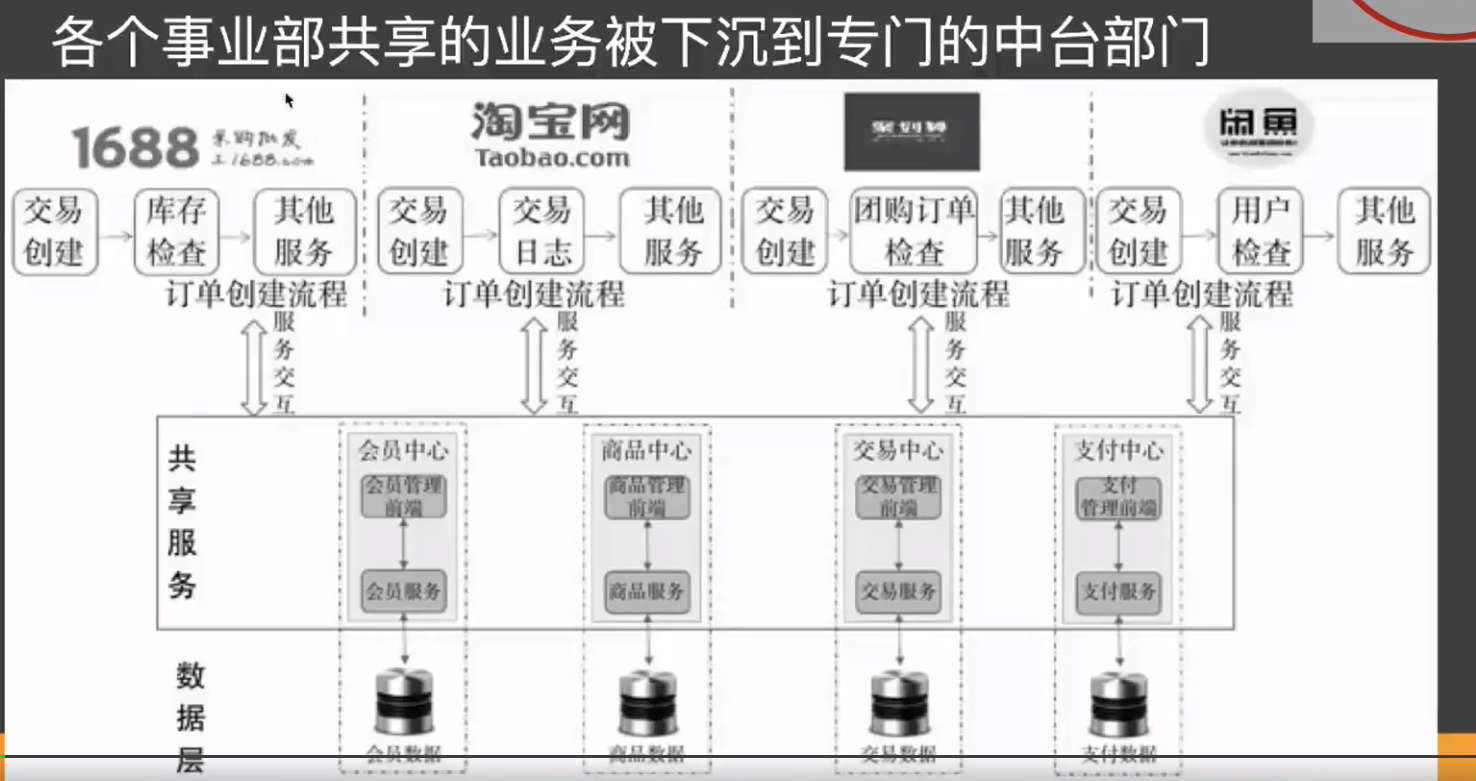 各个事业部共享的业务被下沉到专门的中台部门
1688
采购批发
上1688.com
淘宝网
Taobao.com
聚划算
闲鱼
交易
创建
库存
检查
其他
服务
订单创建流程
交易
创建
交易
日志
其他
服务
订单创建流程
交易
创建
团购订单
检查
其他
服务
订单创建流程
交易
创建
用户
检查
其他
服务
订单创建流程
服务交互
服务交互
服务交互
服务交互
共享服务
会员中心
会员管理
前端
会员服务
商品中心
商品管理
前端
商品服务
交易中心
交易管理
前端
交易服务
支付中心
支付
管理前端
支付服务
数据层
会员数据
商品数据
交易数据
支付数据